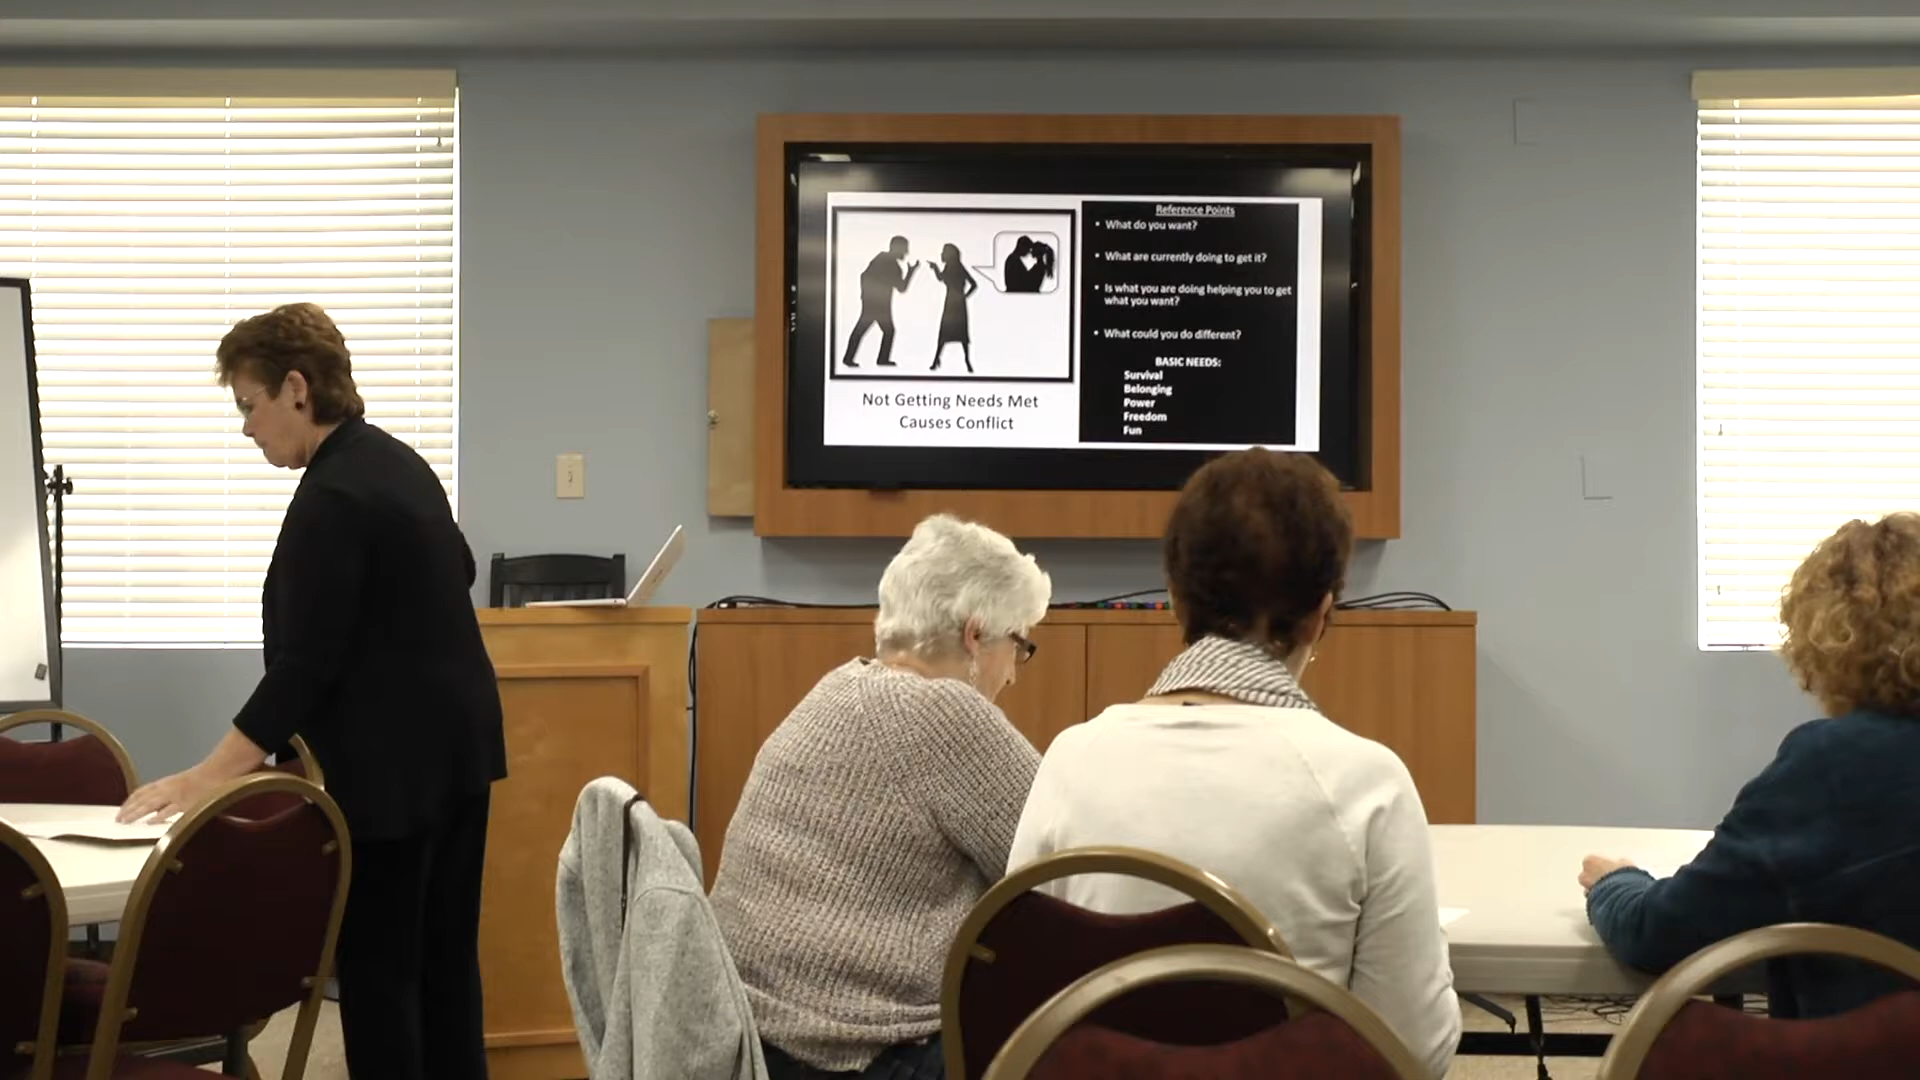 Not Getting Needs Met
Causes Conflict
Reference Points
• What do you want?
• What are currently doing to get it?
• Is what you are doing helping you to get
what you want?
• What could you do different?
BASIC NEEDS:
Survival
Belonging
Power
Freedom
Fun